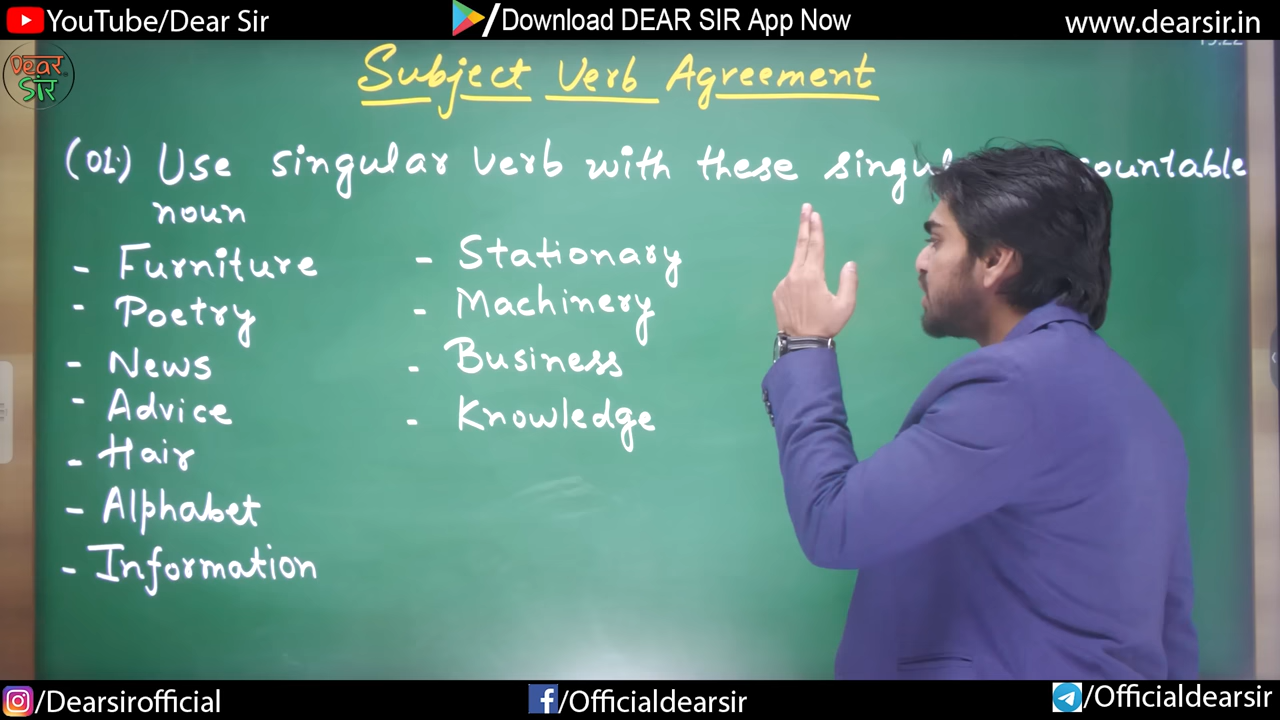 YouTube/Dear Sir
/Download DEAR SIR App Now
www.dearsir.in
Dear
सिर
Subject Verb Agreement
(01.) Use singular verb with these
noun
- Furniture
- Poetry
- News
- Advice
- Hair
- Alphabet
- Information
- Stationary
- Machinery
- Business
- Knowledge
/Dearsirofficial
/Officialdearsir
/Officialdearsir